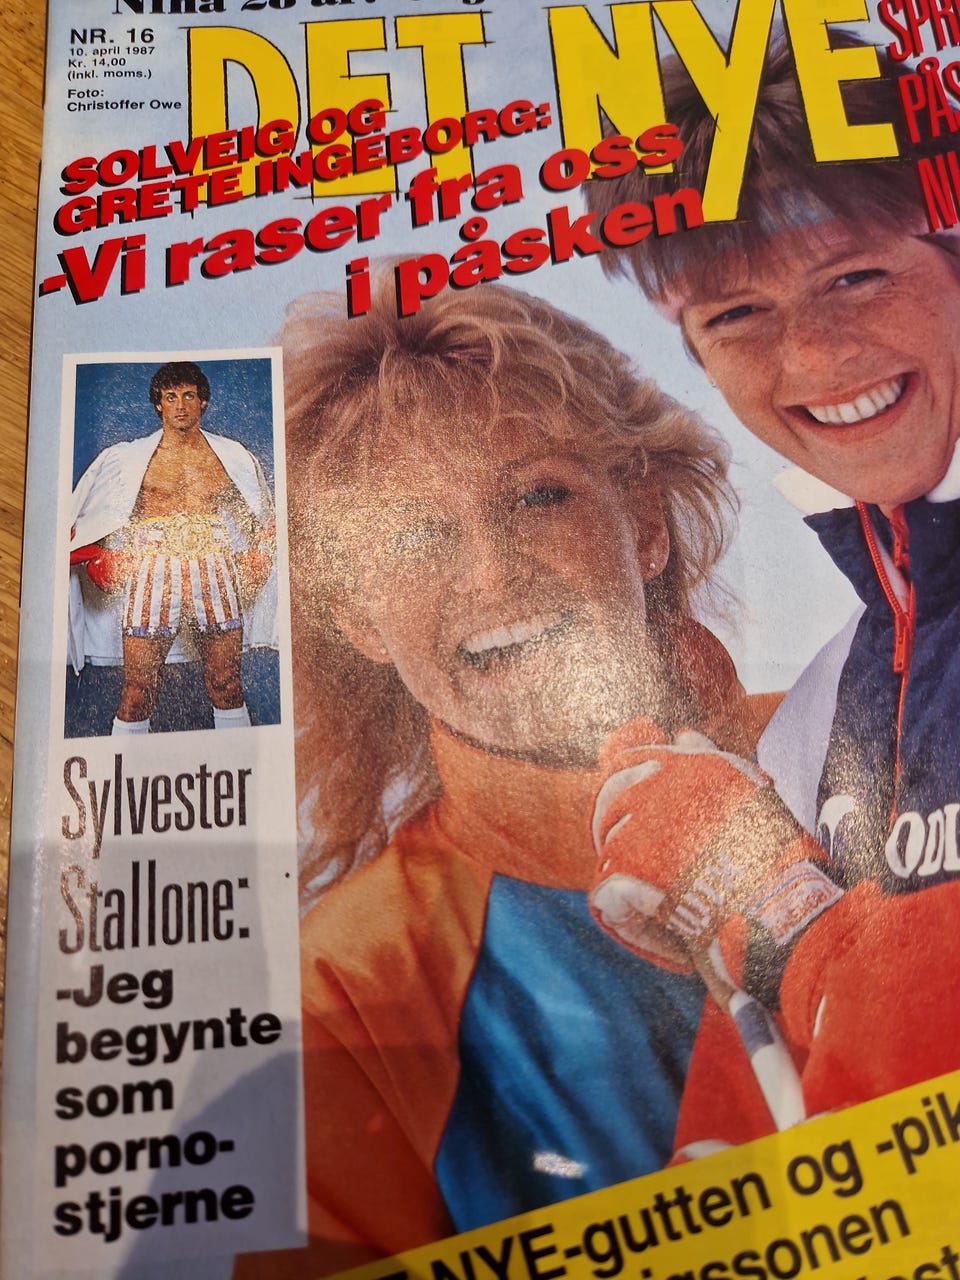 NR. 16
10. april 1987
Kr. 14,00
(inkl. moms.)
Foto:
Christoffer Owe
DET NYE
SOLVEIG OG
GRETE INGEBORG:
-Vi raser fra oss
i påsken
Sylvester
Stallone:
-Jeg
begynte
som
porno-
stjerne
NYE-gutten og